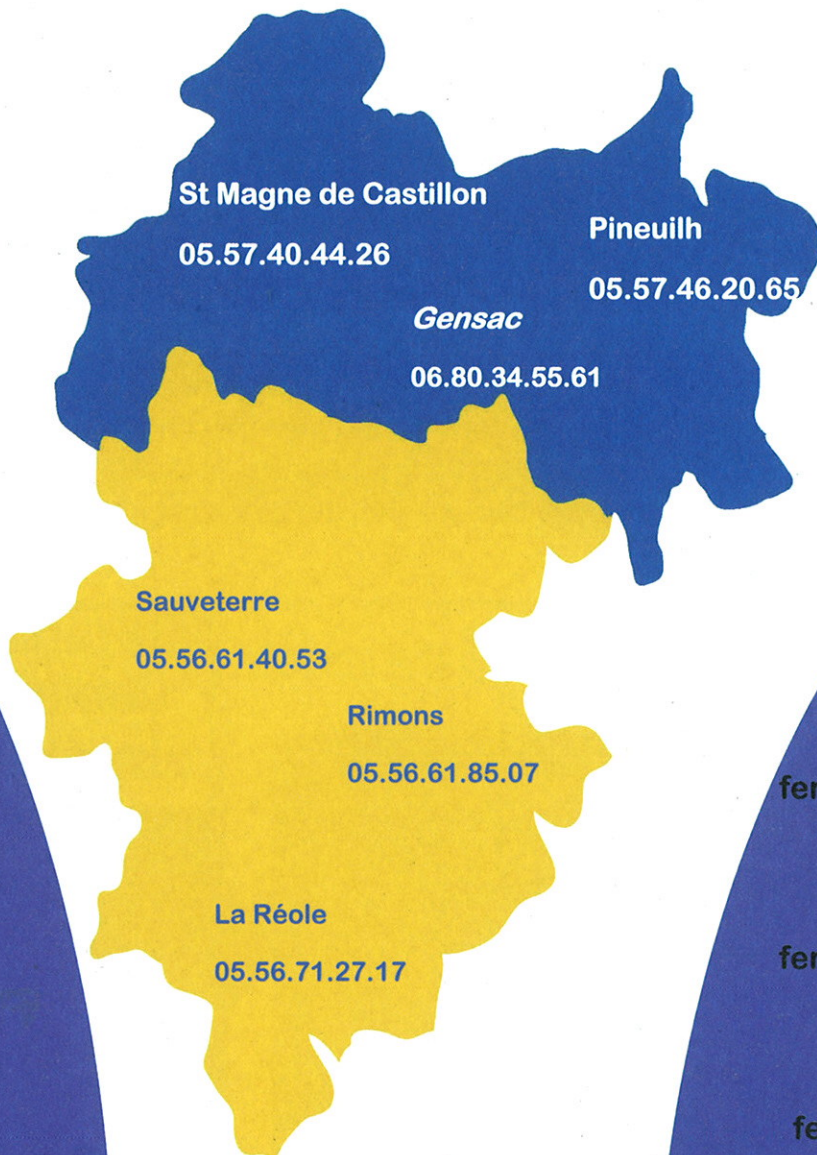 St Magne de Castillon
05.57.40.44.26
Pineuilh
05.57.46.20.65
Gensac
06.80.34.55.61
Sauveterre
05.56.61.40.53
Rimons
05.56.61.85.07
La Réole
05.56.71.27.17